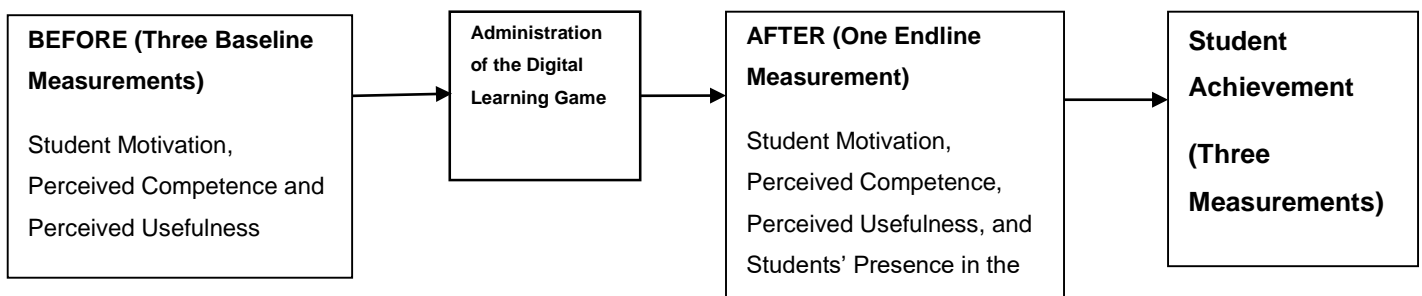 BEFORE (Three Baseline
Measurements)
Student Motivation,
Perceived Competence and
Perceived Usefulness
Administration
of the Digital
Learning Game
AFTER (One Endline
Measurement)
Student Motivation,
Perceived Competence,
Perceived Usefulness, and
Students’ Presence in the
Student
Achievement
(Three
Measurements)